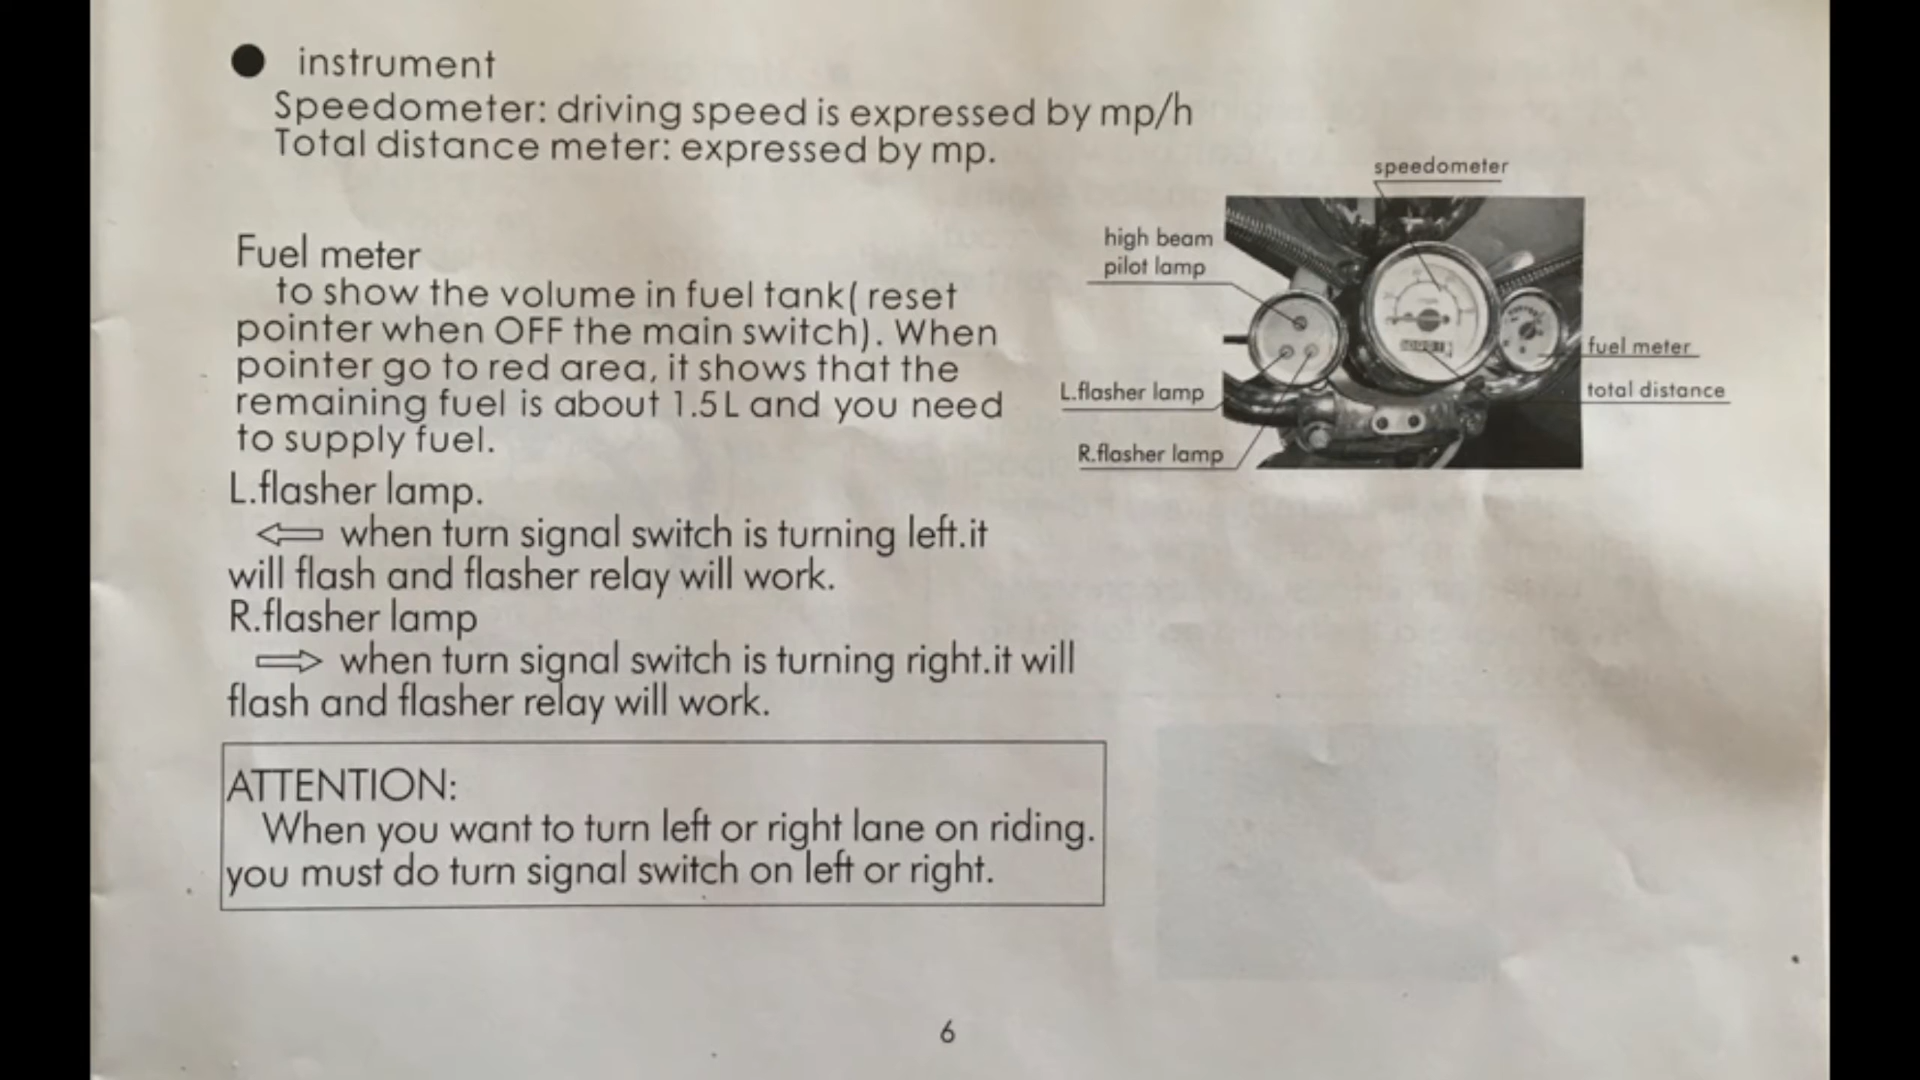 ● instrument
Speedometer: driving speed is expressed by mp/h
Total distance meter: expressed by mp.
Fuel meter
to show the volume in fuel tank( reset
pointer when OFF the main switch). When
pointer go to red area, it shows that the
remaining fuel is about 1.5L and you need
to supply fuel.
L.flasher lamp.
⇦ when turn signal switch is turning left.it
will flash and flasher relay will work.
R.flasher lamp
⇨ when turn signal switch is turning right.it will
flash and flasher relay will work.
ATTENTION:
When you want to turn left or right lane on riding.
you must do turn signal switch on left or right.
speedometer
high beam
pilot lamp
L.flasher lamp
R.flasher lamp
fuel meter
total distance
6